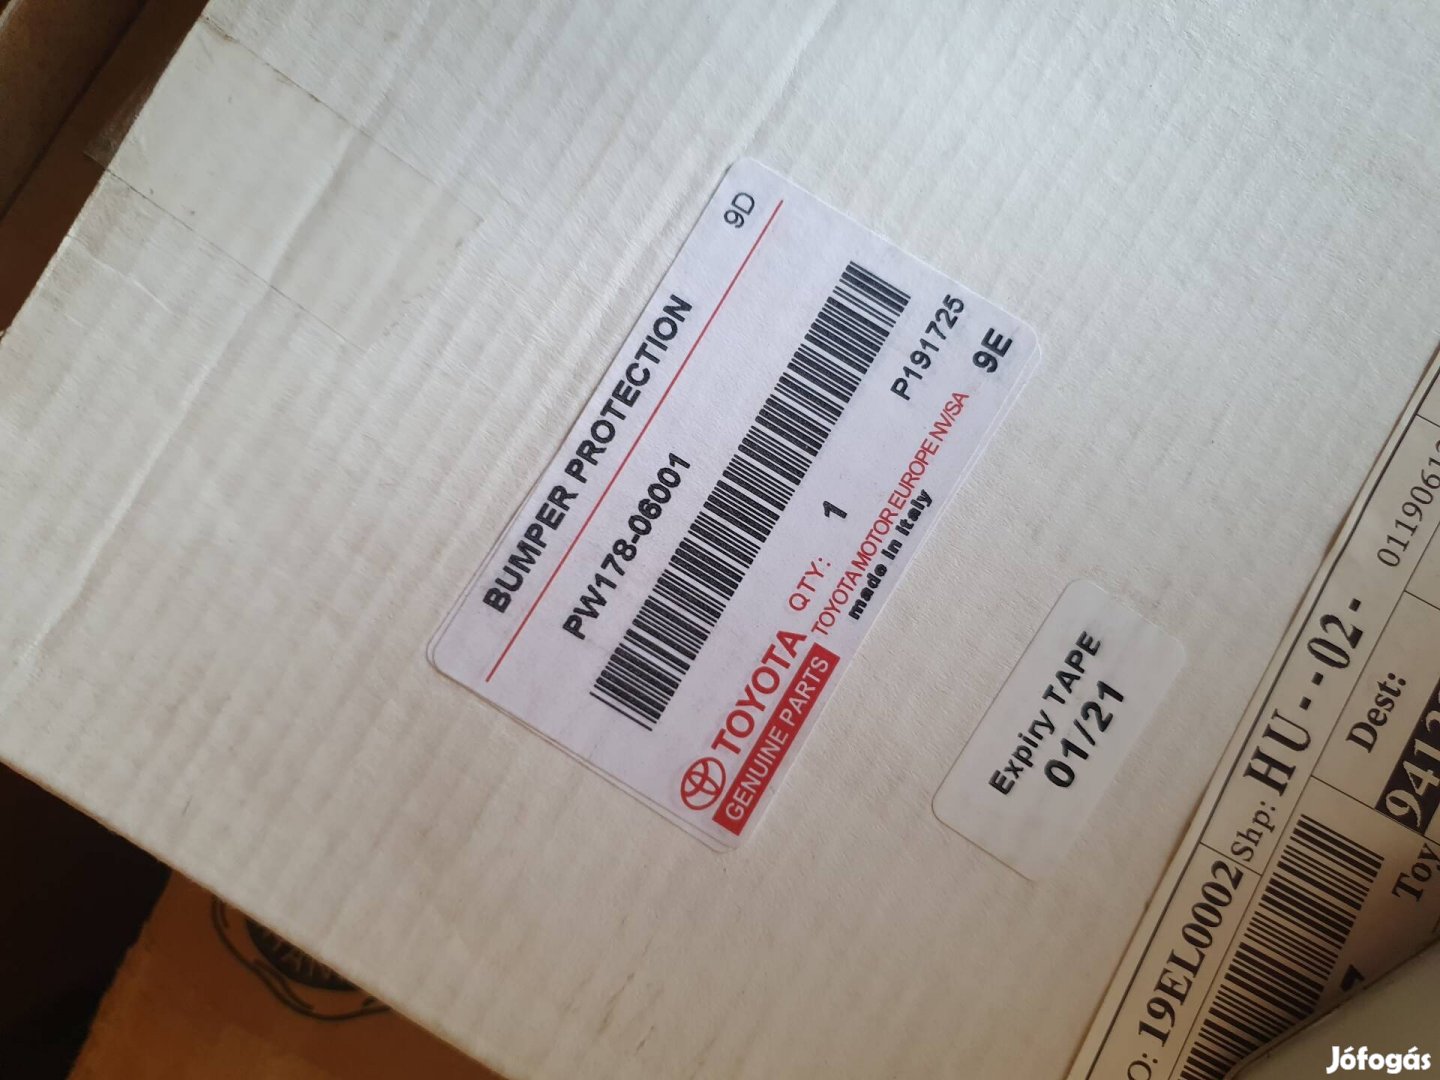 BUMPER PROTECTION
9D
PW178-06001
P191725
QTY: 1
9E
TOYOTA
TOYOTA MOTOR EUROPE NV/SA
GENUINE PARTS
made in Italy
Expiry TAPE
01/21
19EL0002
Shp: HU - -02 -
Dest:
Toy
Jófogás